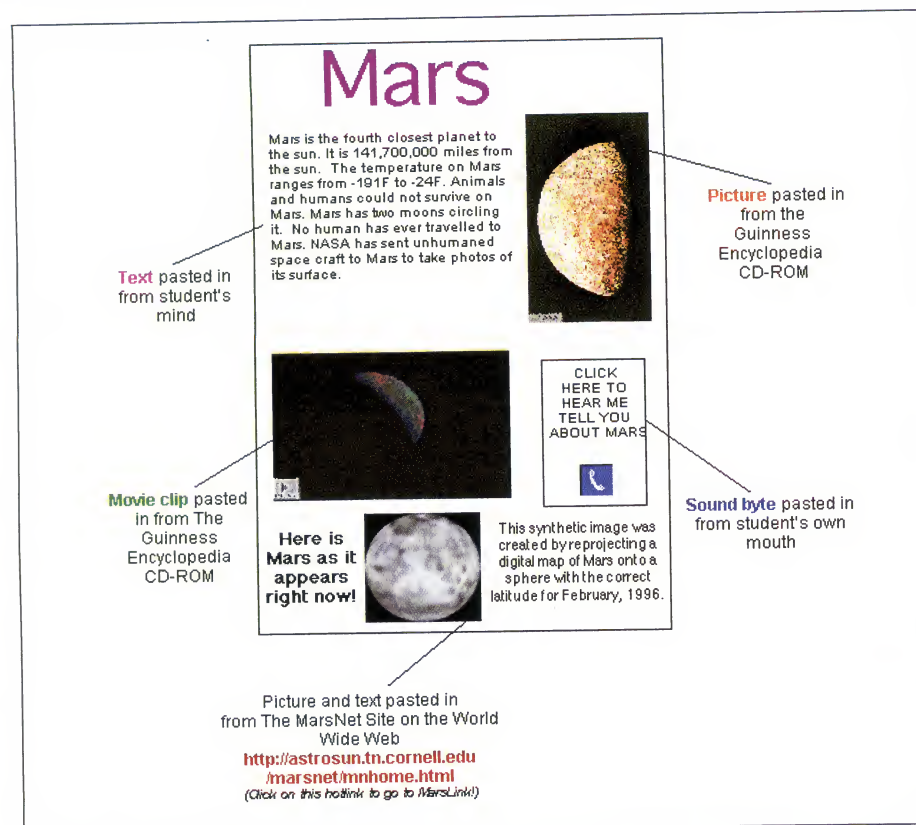 Mars
Mars is the fourth closest planet to
the sun. It is 141,700,000 miles from
the sun. The temperature on Mars
ranges from -191F to -24F. Animals
and humans could not survive on
Mars. Mars has two moons circling
it. No human has ever travelled to
Mars. NASA has sent unhumaned
space craft to Mars to take photos of
its surface.
Picture pasted in
from the
Guinness
Encyclopedia
CD-ROM
Text pasted in
from student's
mind
CLICK
HERE TO
HEAR ME
TELL YOU
ABOUT MARS
Movie clip pasted
in from The
Guinness
Encyclopedia
CD-ROM
Sound byte pasted in
from student's own
mouth
Here is
Mars as it
appears
right now!
This synthetic image was
created by reprojecting a
digital map of Mars onto a
sphere with the correct
latitude for February, 1996.
Picture and text pasted in
from The MarsNet Site on the World
Wide Web
http://astrosun.tn.cornell.edu
/marsnet/mnhome.html
(Click on this hotlink to go to MarsLink!)